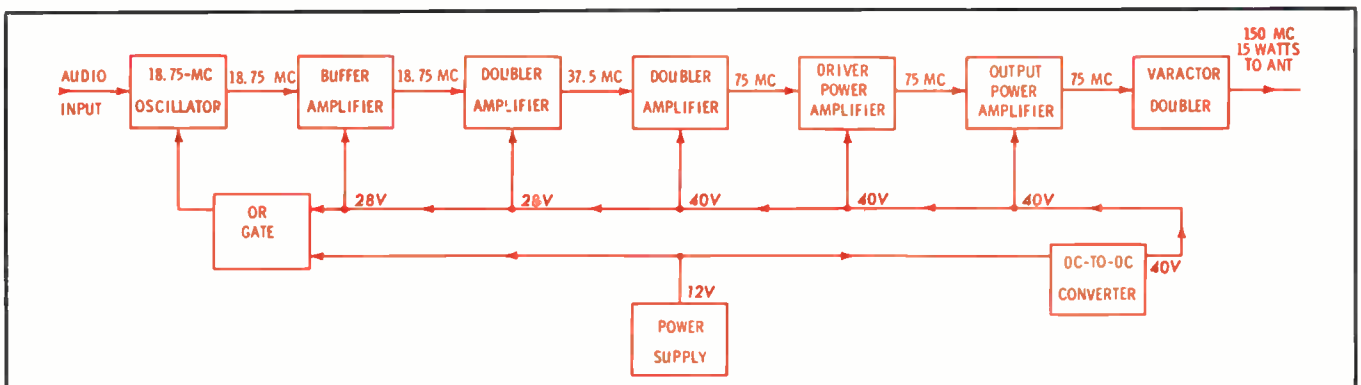 AUDIO
INPUT
18.75-MC
OSCILLATOR
18.75 MC
BUFFER
AMPLIFIER
18.75 MC
DOUBLER
AMPLIFIER
37.5 MC
DOUBLER
AMPLIFIER
75 MC
DRIVER
POWER
AMPLIFIER
75 MC
OUTPUT
POWER
AMPLIFIER
75 MC
VARACTOR
DOUBLER
150 MC
15 WATTS
TO ANT
OR
GATE
28V
28V
40V
40V
40V
12V
POWER
SUPPLY
DC-TO-DC
CONVERTER
40V